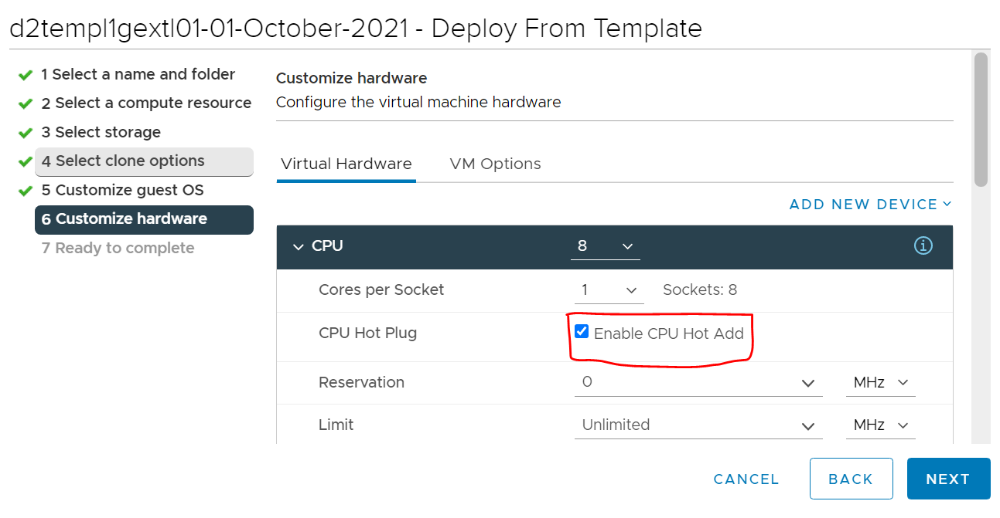 d2templ1gextl01-01-October-2021 - Deploy From Template
1 Select a name and folder
2 Select a compute resource
3 Select storage
4 Select clone options
5 Customize guest OS
6 Customize hardware
7 Ready to complete
Customize hardware
Configure the virtual machine hardware
Virtual Hardware
VM Options
ADD NEW DEVICE
CPU 8
Cores per Socket 1 Sockets: 8
CPU Hot Plug Enable CPU Hot Add
Reservation 0 MHz
Limit Unlimited MHz
CANCEL BACK NEXT